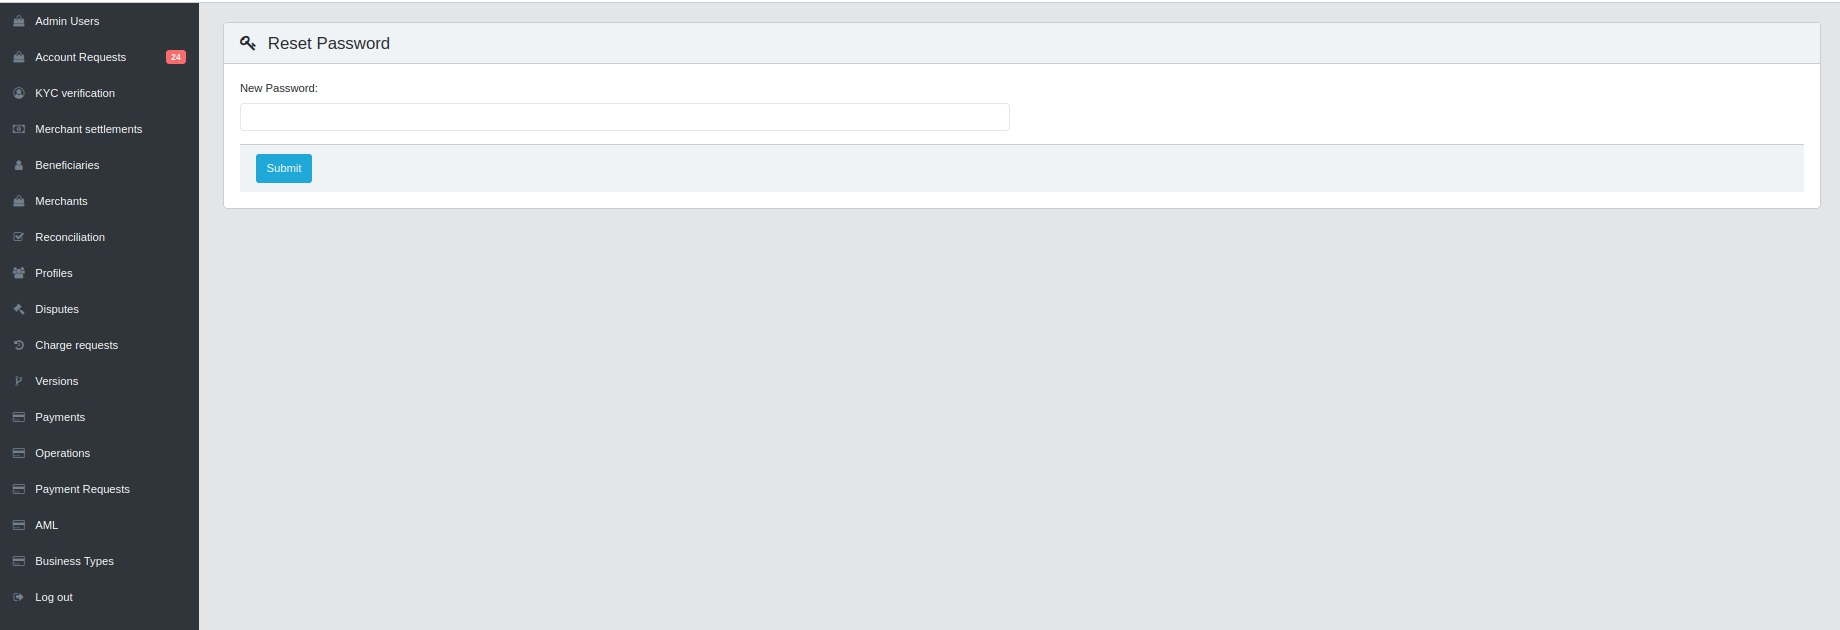 Admin Users
Account Requests 24
KYC verification
Merchant settlements
Beneficiaries
Merchants
Reconciliation
Profiles
Disputes
Charge requests
Versions
Payments
Operations
Payment Requests
AML
Business Types
Log out
Reset Password
New Password:
Submit